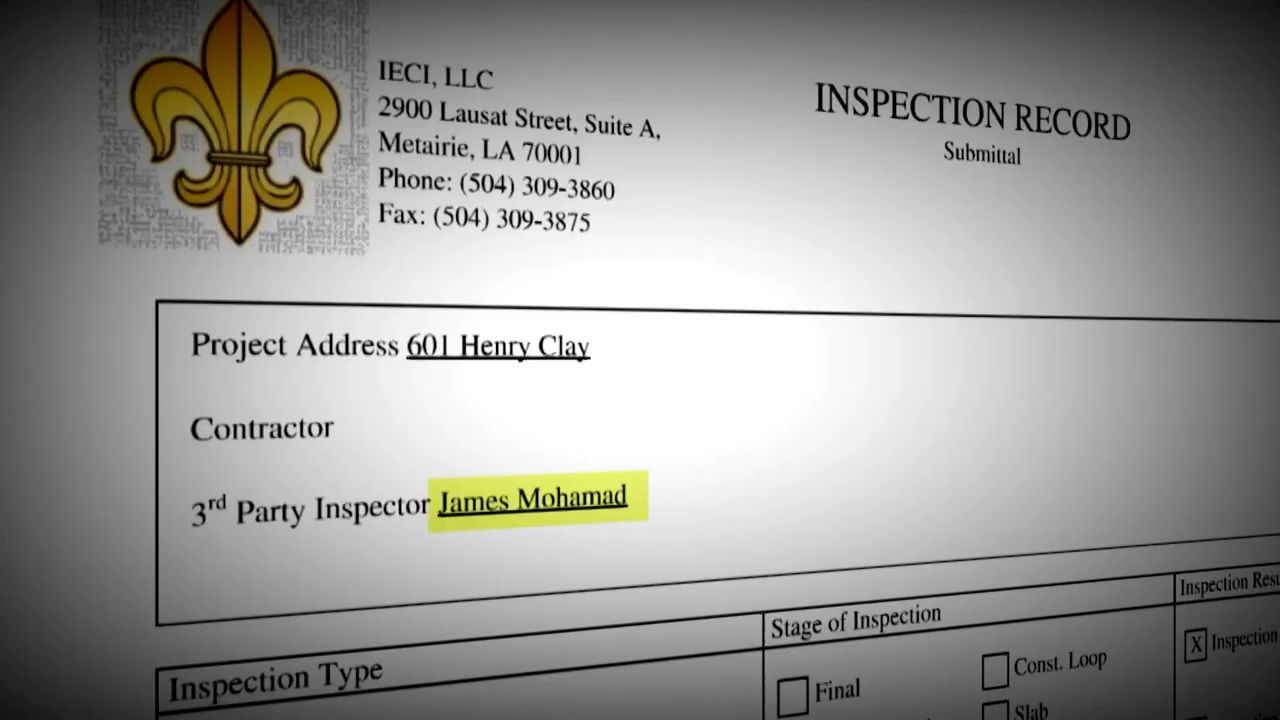 IECI, LLC
2900 Lausat Street, Suite A,
Metairie, LA 70001
Phone: (504) 309-3860
Fax: (504) 309-3875
INSPECTION RECORD
Submittal
Project Address 601 Henry Clay
Contractor
3rd Party Inspector James Mohamad
Inspection Type
Stage of Inspection
Final
Const. Loop
Slab
X Inspection